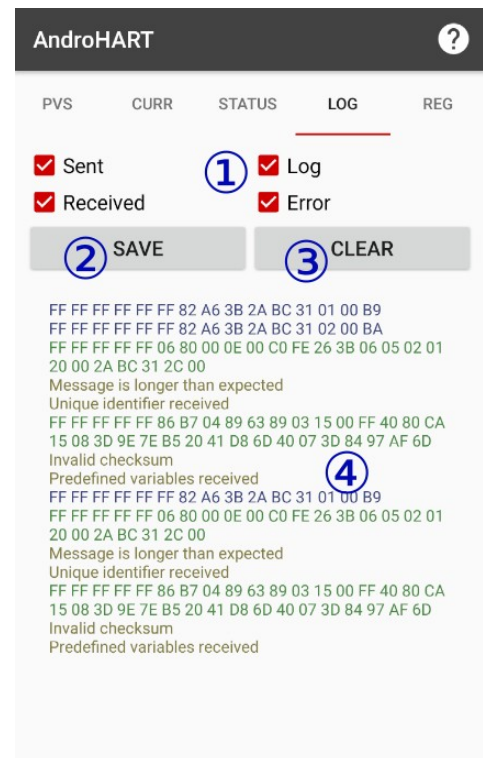 AndroHART ?
PVS CURR STATUS LOG REG
Sent ① Log
Received Error
② SAVE ③ CLEAR
FF FF FF FF FF FF 82 A6 3B 2A BC 31 01 00 B9
FF FF FF FF FF FF 82 A6 3B 2A BC 31 02 00 BA
FF FF FF FF FF 06 80 00 0E 00 C0 FE 26 3B 06 05 02 01
20 00 2A BC 31 2C 00
Message is longer than expected
Unique identifier received
FF FF FF FF FF 86 B7 04 89 63 89 03 15 00 FF 40 80 CA
15 08 3D 9E 7E B5 20 41 D8 6D 40 07 3D 84 97 AF 6D
Invalid checksum
Predefined variables received ④
FF FF FF FF FF FF 82 A6 3B 2A BC 31 01 00 B9
FF FF FF FF FF 06 80 00 0E 00 C0 FE 26 3B 06 05 02 01
20 00 2A BC 31 2C 00
Message is longer than expected
Unique identifier received
FF FF FF FF FF 86 B7 04 89 63 89 03 15 00 FF 40 80 CA
15 08 3D 9E 7E B5 20 41 D8 6D 40 07 3D 84 97 AF 6D
Invalid checksum
Predefined variables received